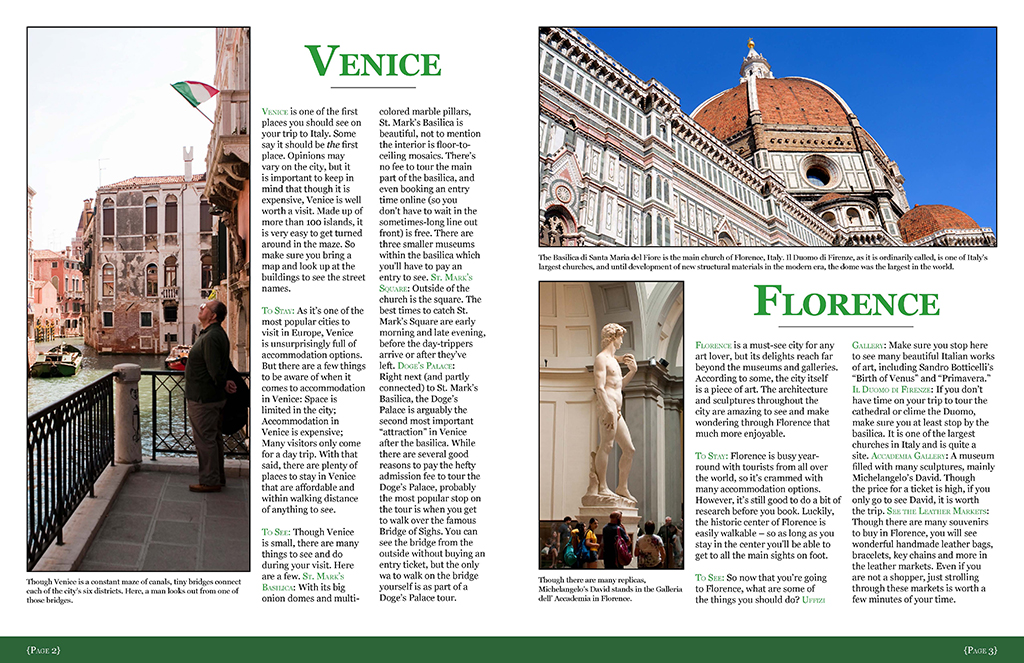 VENICE
VENICE is one of the first
places you should see on
your trip to Italy. Some
say it should be the first
place. Opinions may
vary on the city, but it
is important to keep in
mind that though it is
expensive, Venice is well
worth a visit. Made up of
more than 100 islands, it
is very easy to get turned
around in the maze. So
make sure you bring a
map and look up at the
buildings to see the street
names.
TO STAY: As it's one of the
most popular cities to
visit in Europe, Venice
is unsurprisingly full of
accommodation options.
But there are a few things
to be aware of when it
comes to accommodation
in Venice: Space is
limited in the city;
Accommodation in
Venice is expensive;
Many visitors only come
for a day trip. With that
said, there are plenty of
places to stay in Venice
that are affordable and
within walking distance
of anything to see.
TO SEE: Though Venice
is small, there are many
things to see and do
during your visit. Here
are a few. ST. MARK'S
BASILICA: With its big
onion domes and multi-
colored marble pillars,
St. Mark's Basilica is
beautiful, not to mention
the interior is floor-to-
ceiling mosaics. There's
no fee to tour the main
part of the basilica, and
even booking an entry
time online (so you
don't have to wait in the
sometimes-long line out
front) is free. There are
three smaller museums
within the basilica which
you'll have to pay an
entry to see. ST. MARK'S
SQUARE: Outside of the
church is the square. The
best times to catch St.
Mark's Square are early
morning and late evening,
before the day-trippers
arrive or after they've
left. DOGE'S PALACE:
Right next (and partly
connected) to St. Mark's
Basilica, the Doge's
Palace is arguably the
second most important
"attraction" in Venice
after the basilica. While
there are several good
reasons to pay the hefty
admission fee to tour the
Doge's Palace, probably
the most popular stop on
the tour is when you get
to walk over the famous
Bridge of Sighs. You can
see the bridge from the
outside without buying an
entry ticket, but the only
wa to walk on the bridge
yourself is as part of a
Doge's Palace tour.
Though Venice is a constant maze of canals, tiny bridges connect
each of the city's six districts. Here, a man looks out from one of
those bridges.
{PAGE 2}
The Basilica di Santa Maria del Fiore is the main church of Florence, Italy. Il Duomo di Firenze, as it is ordinarily called, is one of Italy's
largest churches, and until development of new structural materials in the modern era, the dome was the largest in the world.
FLORENCE
FLORENCE is a must-see city for any
art lover, but its delights reach far
beyond the museums and galleries.
According to some, the city itself
is a piece of art. The architecture
and sculptures throughout the
city are amazing to see and make
wondering through Florence that
much more enjoyable.
TO STAY: Florence is busy year-
round with tourists from all over
the world, so it's crammed with
many accommodation options.
However, it's still good to do a bit of
research before you book. Luckily,
the historic center of Florence is
easily walkable – so as long as you
stay in the center you'll be able to
get to all the main sights on foot.
TO SEE: So now that you're going
to Florence, what are some of
the things you should do? UFFIZI
GALLERY: Make sure you stop here
to see many beautiful Italian works
of art, including Sandro Botticelli's
"Birth of Venus" and "Primavera."
IL DUOMO DI FIRENZE: If you don't
have time on your trip to tour the
cathedral or clime the Duomo,
make sure you at least stop by the
basilica. It is one of the largest
churches in Italy and is quite a
site. ACCADEMIA GALLERY: A museum
filled with many sculptures, mainly
Michelangelo's David. Though
the price for a ticket is high, if you
only go to see David, it is worth
the trip. SEE THE LEATHER MARKETS:
Though there are many souvenirs
to buy in Florence, you will see
wonderful handmade leather bags,
bracelets, key chains and more in
the leather markets. Even if you
are not a shopper, just strolling
through these markets is worth a
few minutes of your time.
Though there are many replicas,
Michelangelo's David stands in the Galleria
dell' Accademia in Florence.
{PAGE 3}